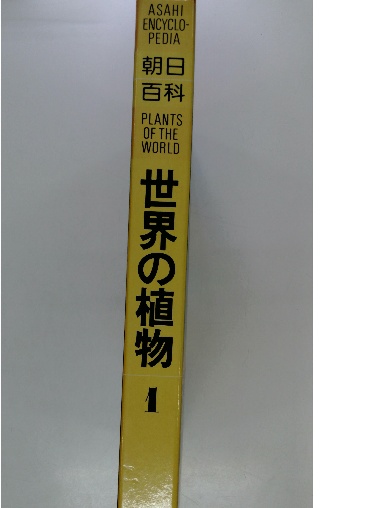 ASAHI
ENCYCLO-
PEDIA
朝日
百科
PLANTS
OF THE
WORLD
世界の植物
1